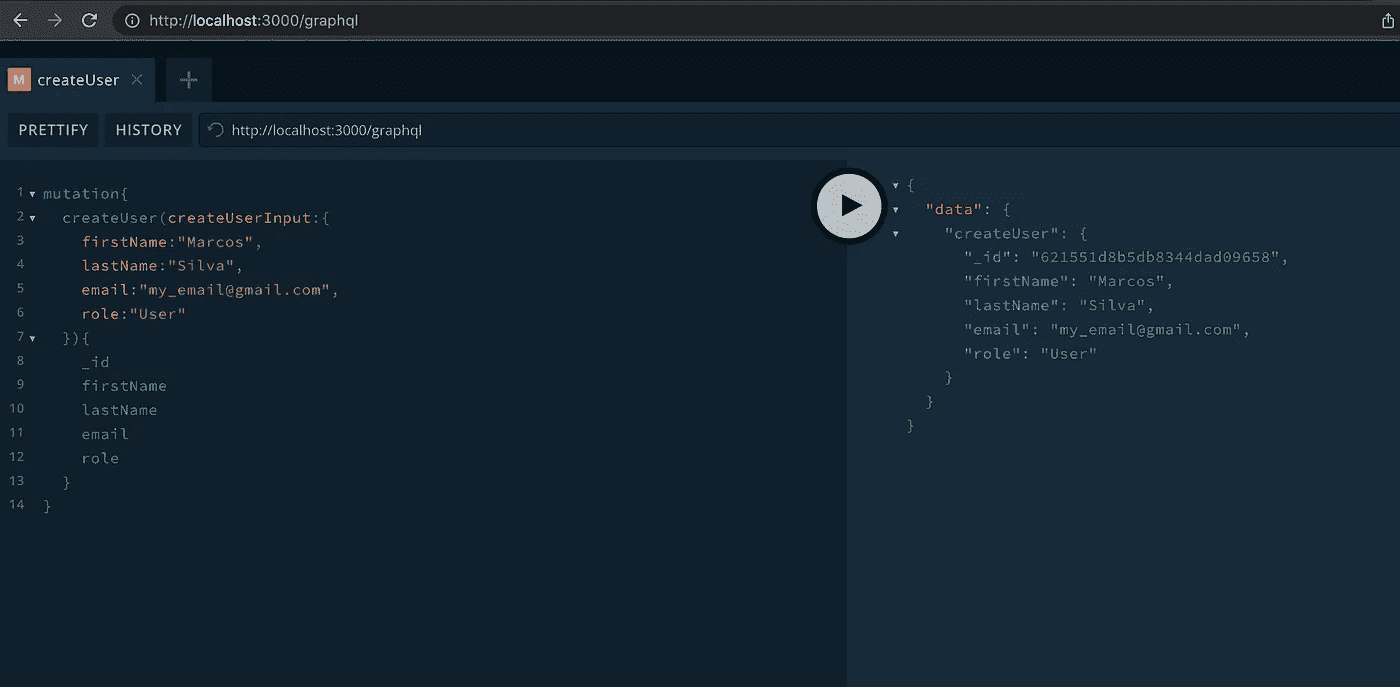 http://localhost:3000/graphql
M createUser
PRETTIFY HISTORY http://localhost:3000/graphql
1 mutation{
2 createUser(createUserInput:{
3 firstName:"Marcos",
4 lastName:"Silva",
5 email:"my_email@gmail.com",
6 role:"User"
7 }){
8 _id
9 firstName
10 lastName
11 email
12 role
13 }
14 }
{
"data": {
"createUser": {
"_id": "621551d8b5db8344dad09658",
"firstName": "Marcos",
"lastName": "Silva",
"email": "my_email@gmail.com",
"role": "User"
}
}
}